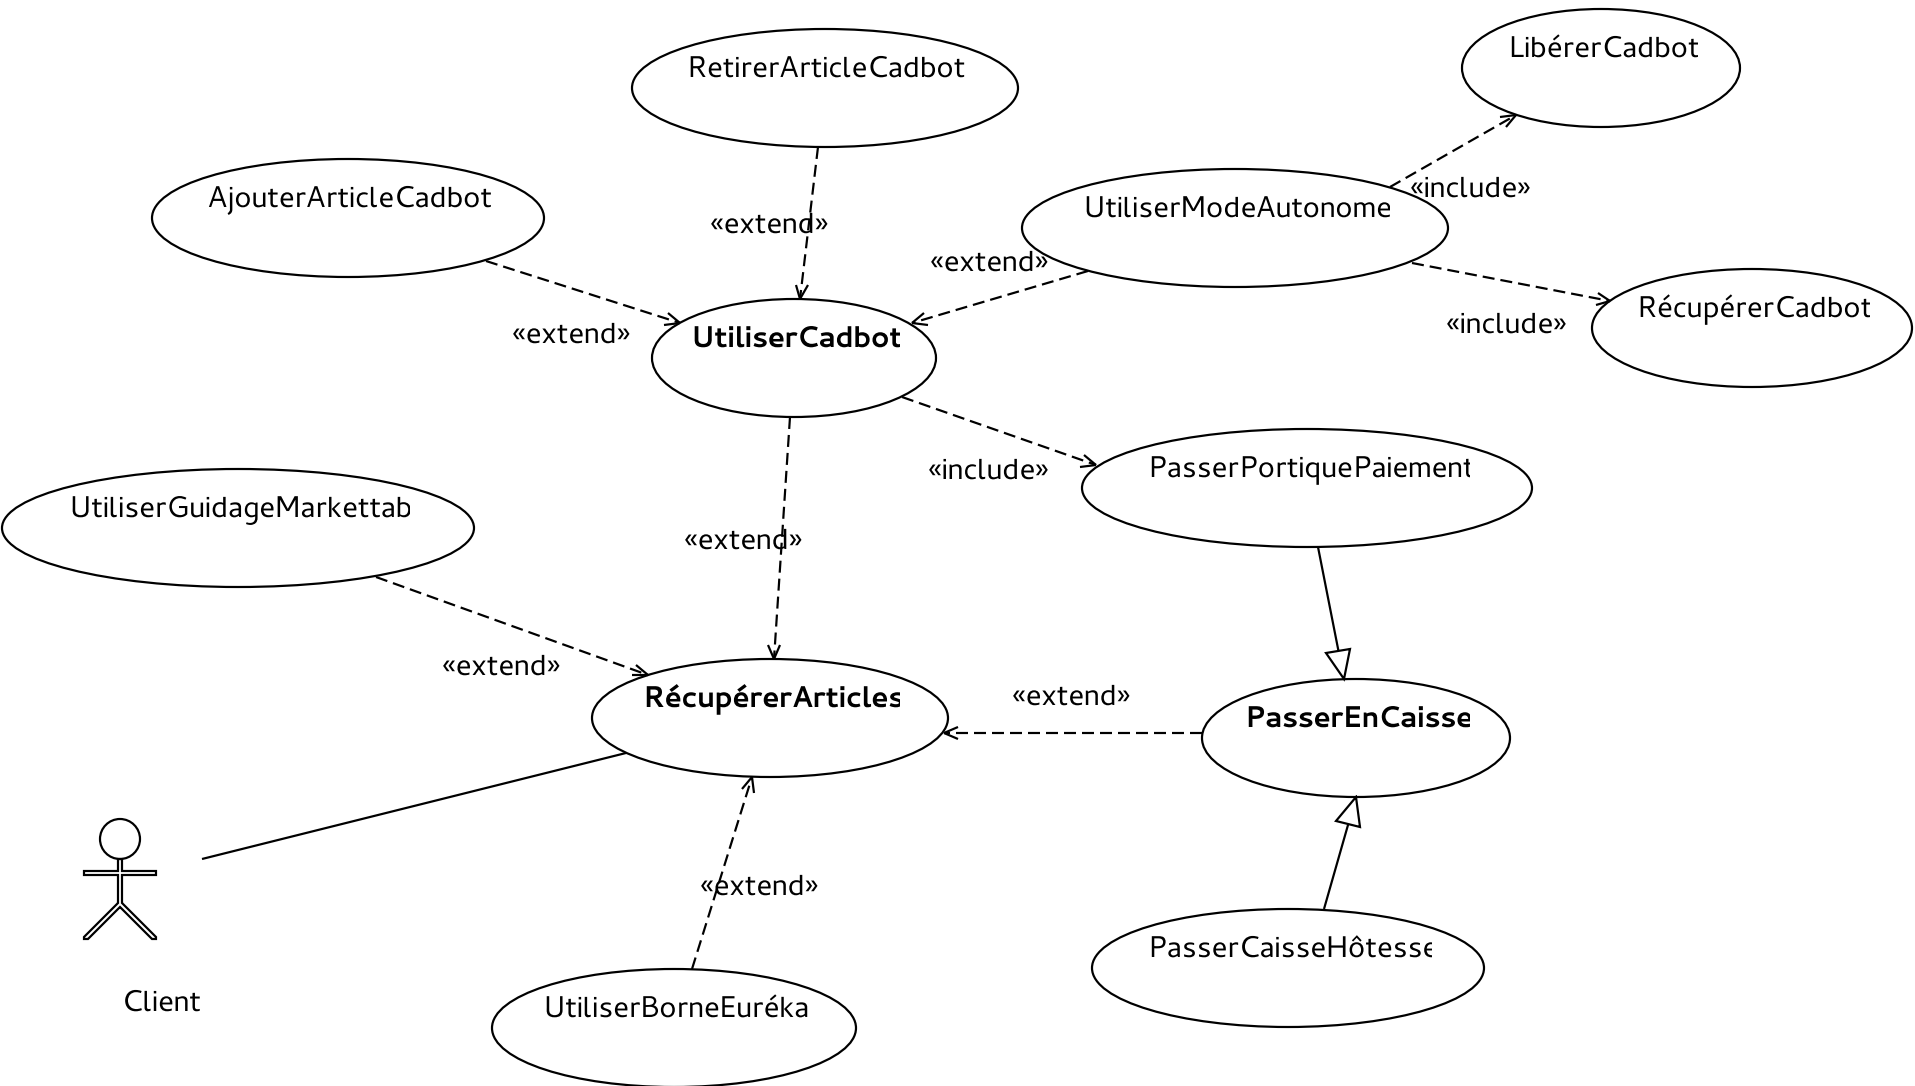 LibérerCadbot
RetirerArticleCadbot
«include»
AjouterArticleCadbot
UtiliserModeAutonome
«extend»
«extend»
RécupérerCadbot
«include»
«extend»
UtiliserCadbot
«include»
PasserPortiquePaiement
UtiliserGuidageMarkettab
«extend»
«extend»
RécupérerArticles
«extend»
PasserEnCaisse
«extend»
PasserCaisseHôtesse
Client
UtiliserBorneEuréka